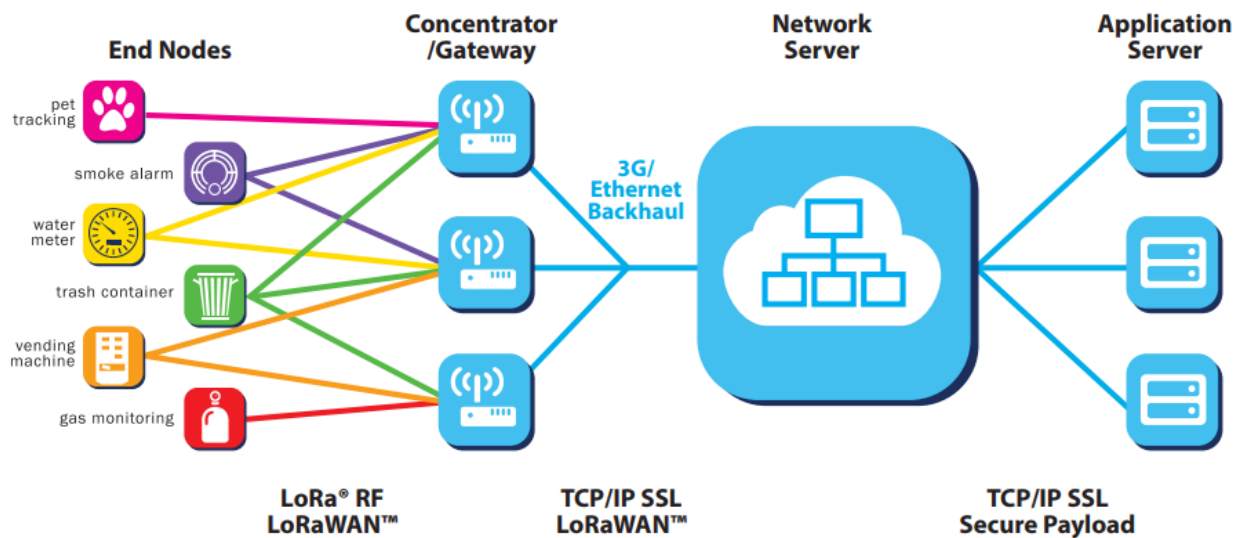 End Nodes
Concentrator
/Gateway
Network
Server
Application
Server
pet
tracking
smoke alarm
water
meter
trash container
vending
machine
gas monitoring
3G/
Ethernet
Backhaul
LoRa® RF
LoRaWAN™
TCP/IP SSL
LoRaWAN™
TCP/IP SSL
Secure Payload